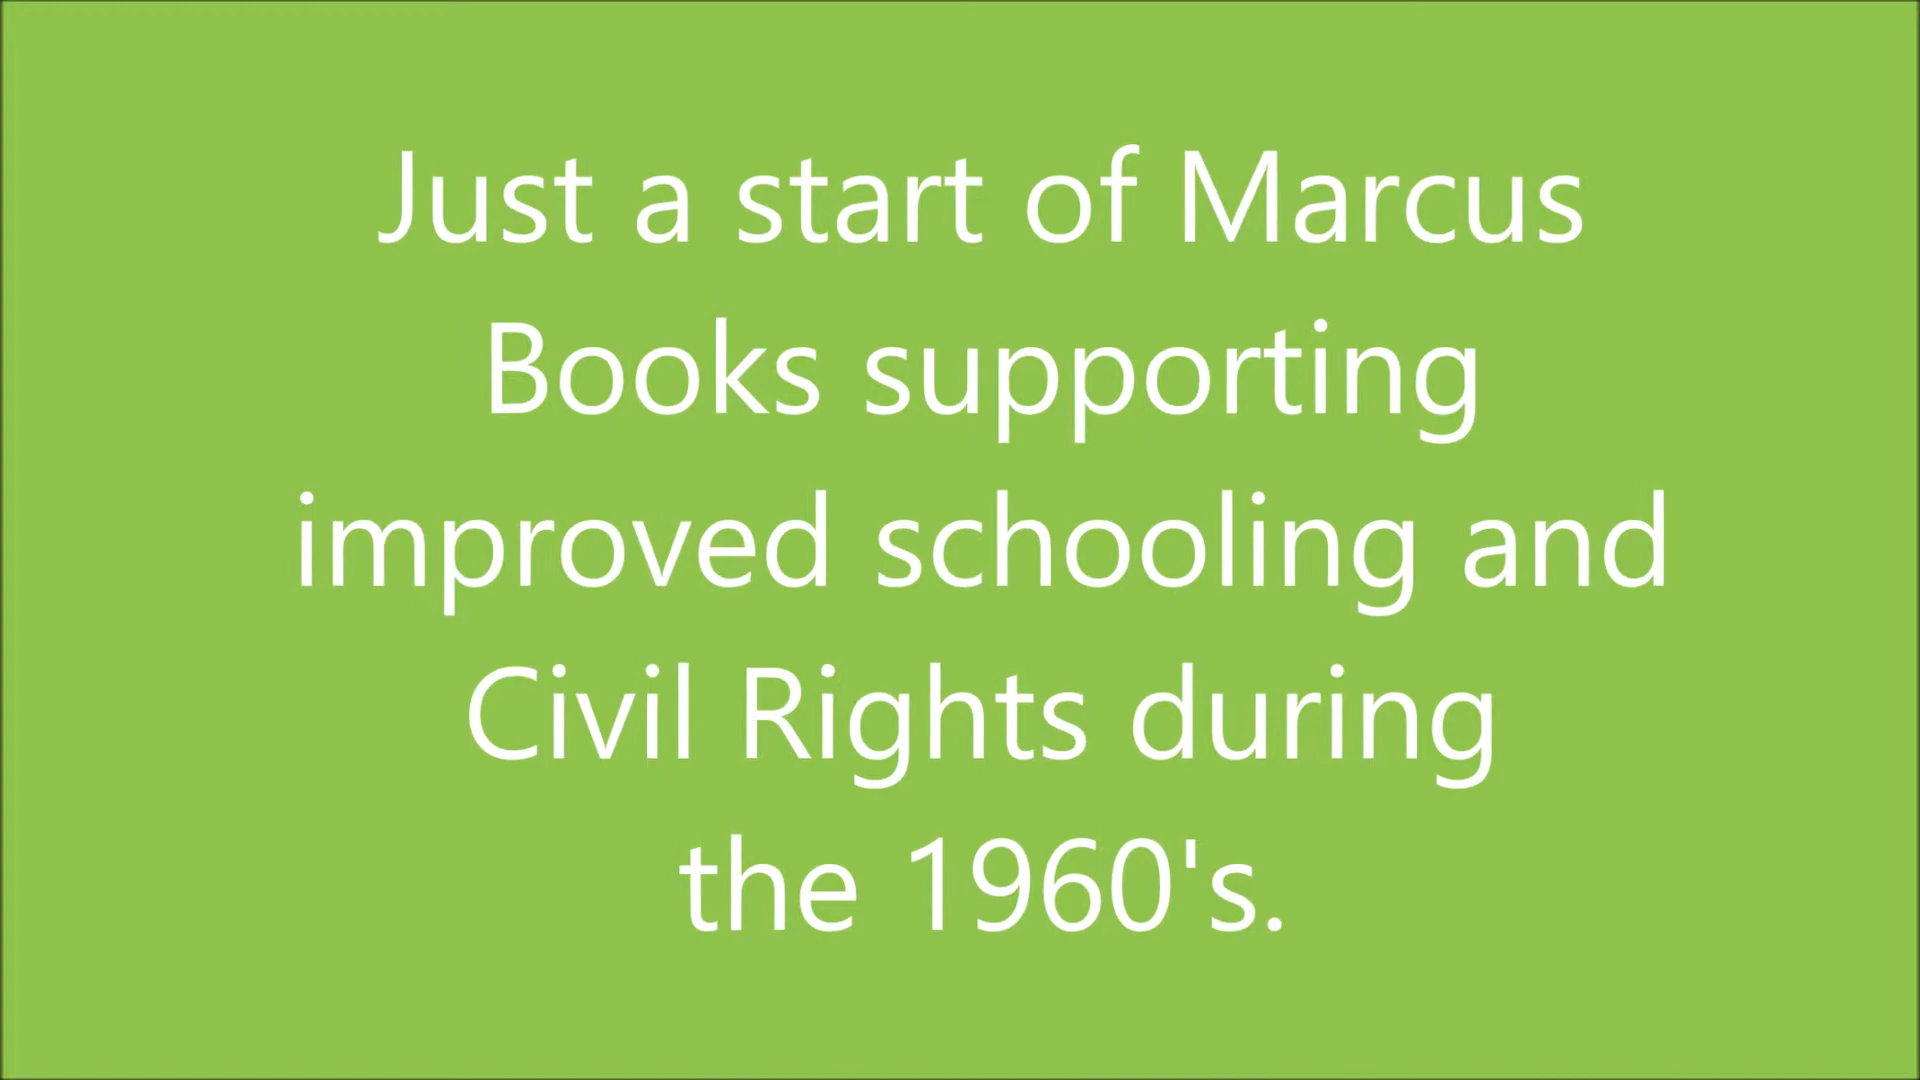 Just a start of Marcus
Books supporting
improved schooling and
Civil Rights during
the 1960's.